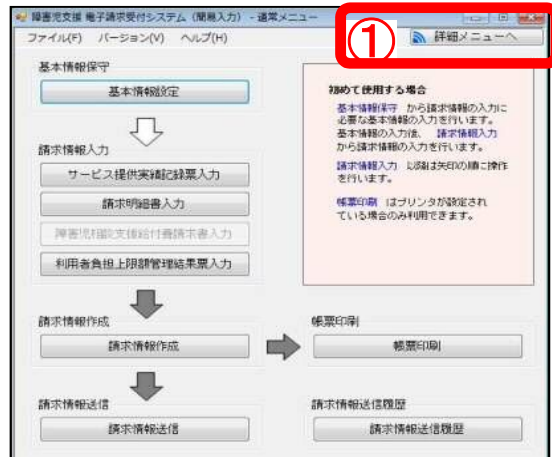 障害児支援 電子請求受付システム（簡易入力） - 通常メニュー
ファイル(F) バージョン(V) ヘルプ(H)
①
詳細メニューへ
基本情報保守
基本情報設定
請求情報入力
サービス提供実績記録票入力
請求明細書入力
障害児相談支援給付費請求書入力
利用者負担上限額管理結果票入力
請求情報作成
請求情報作成
請求情報送信
請求情報送信
初めて使用する場合
基本情報保守 から請求情報の入力に
必要な基本情報の入力を行います。
基本情報の入力後、 請求情報入力
から請求情報の入力を行います。
請求情報入力 以降は矢印の順に操作
を行います。
帳票印刷 はプリンタが設定され
ている場合のみ利用できます。
帳票印刷
帳票印刷
請求情報送信履歴
請求情報送信履歴